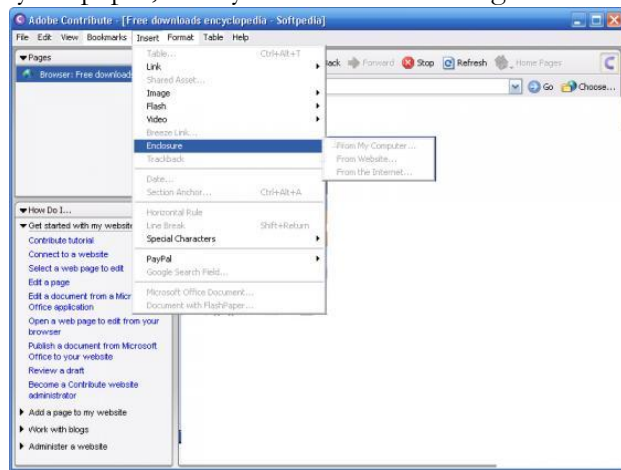 Adobe Contribute - [Free downloads encyclopedia - Softpedia]
File Edit View Bookmarks Insert Format Table Help
Pages
Browser: Free download
Table... Ctrl+Alt+T
Link
Shared Asset...
Image
Flash
Video
Breeze Link...
Enclosure
Trackback
Date...
Section Anchor... Ctrl+Alt+A
Horizontal Rule
Line Break Shift+Return
Special Characters
PayPal
Google Search Field...
Microsoft Office Document...
Document with FlashPaper...
From My Computer...
From Website...
From the Internet...
ack Forward Stop Refresh Home Pages
Go Choose...
How Do I...
Get started with my website
Contribute tutorial
Connect to a website
Select a web page to edit
Edit a page
Edit a document from a Micr
Office application
Open a web page to edit from your
browser
Publish a document from Microsoft
Office to your website
Review a draft
Become a Contribute website
administrator
Add a page to my website
Work with blogs
Administer a website